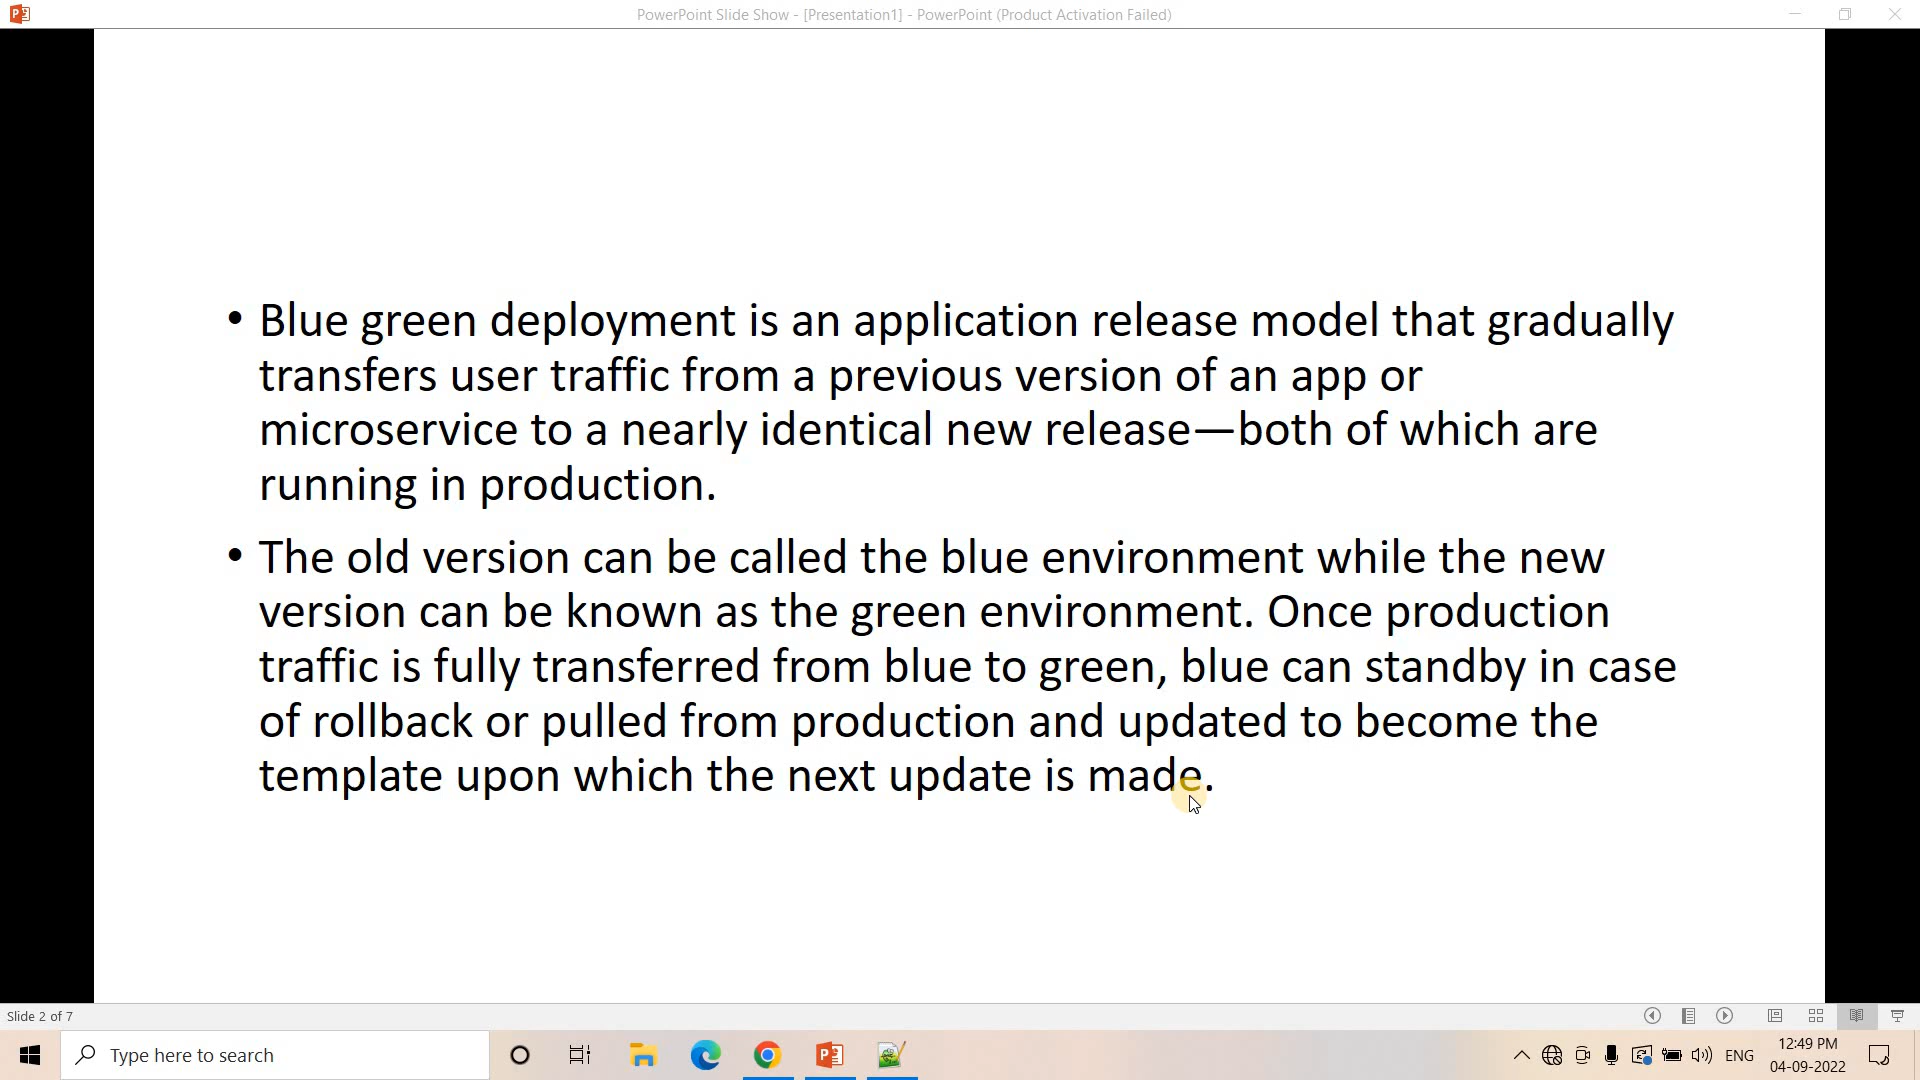 PowerPoint Slide Show - [Presentation1] - PowerPoint (Product Activation Failed)
• Blue green deployment is an application release model that gradually
transfers user traffic from a previous version of an app or
microservice to a nearly identical new release—both of which are
running in production.
• The old version can be called the blue environment while the new
version can be known as the green environment. Once production
traffic is fully transferred from blue to green, blue can standby in case
of rollback or pulled from production and updated to become the
template upon which the next update is made.
Slide 2 of 7
Type here to search
ENG
12:49 PM
04-09-2022